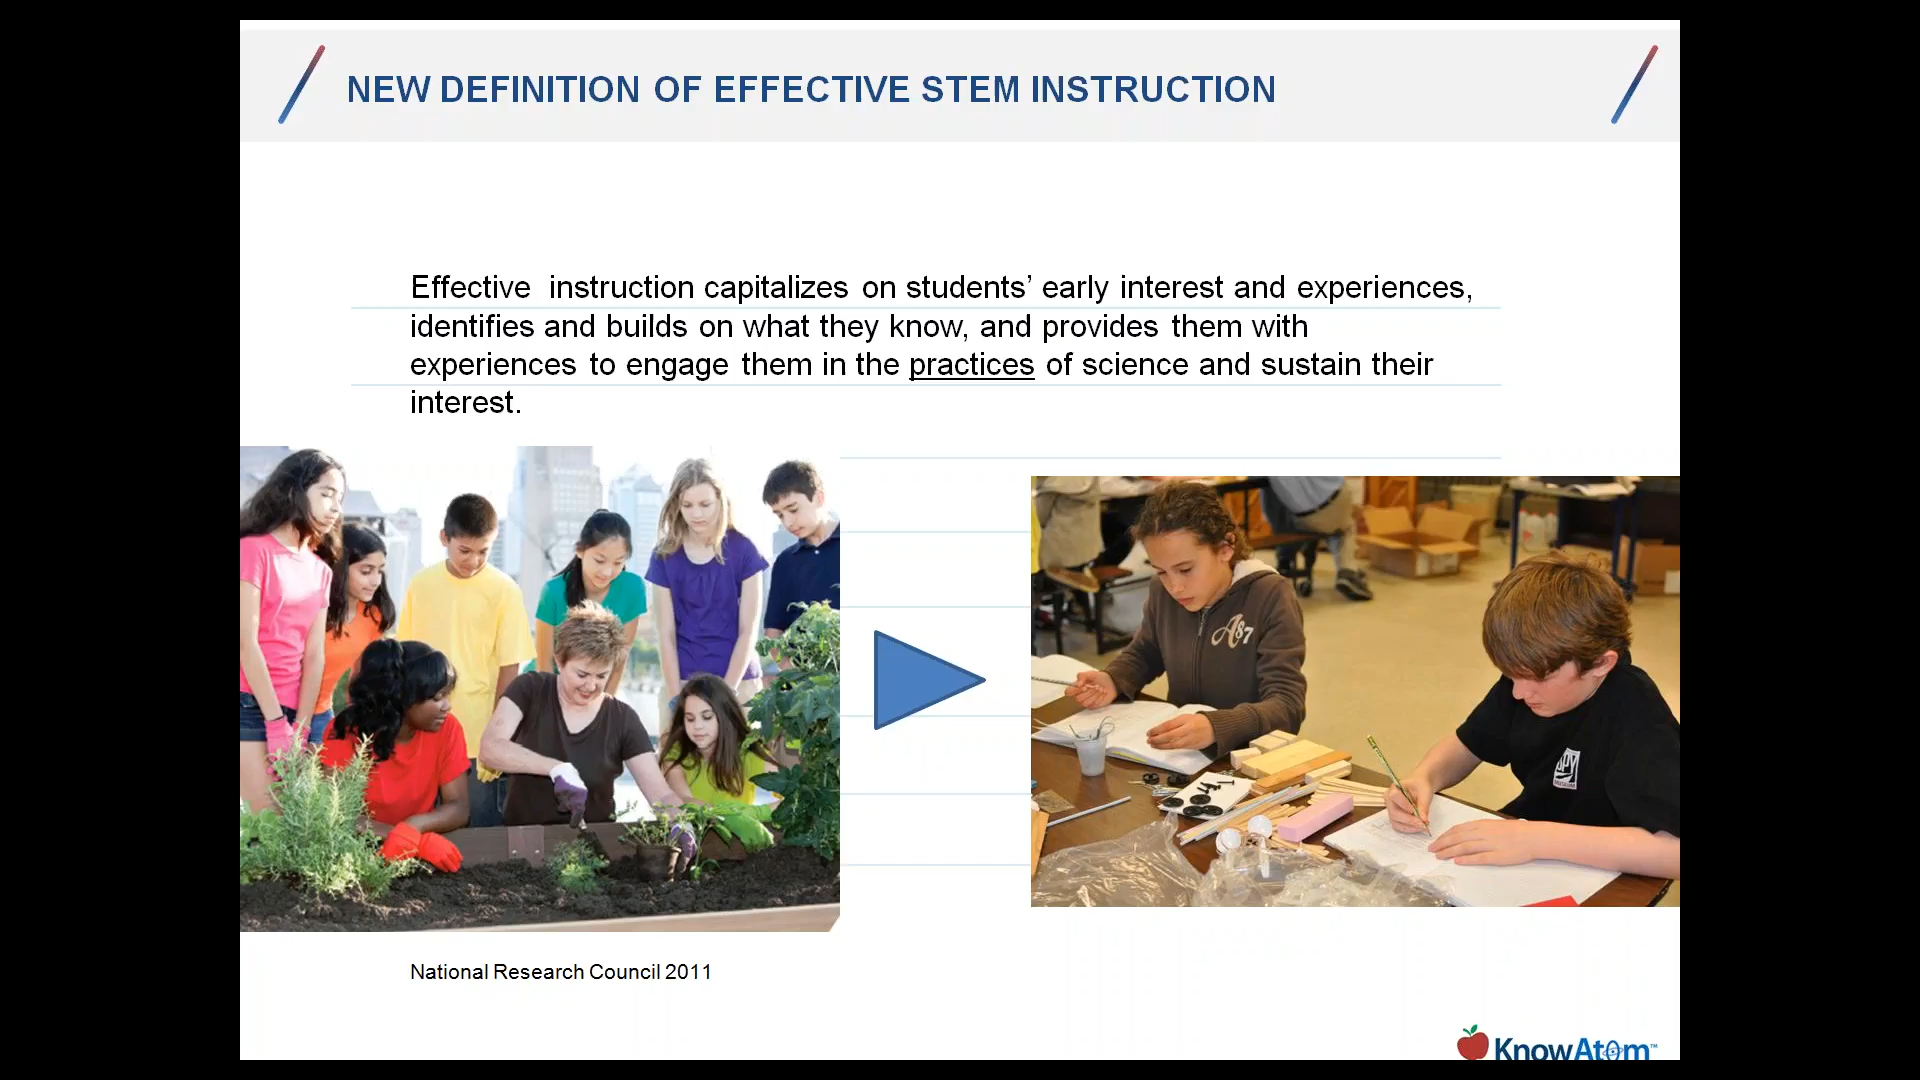 NEW DEFINITION OF EFFECTIVE STEM INSTRUCTION
Effective instruction capitalizes on students’ early interest and experiences,
identifies and builds on what they know, and provides them with
experiences to engage them in the practices of science and sustain their
interest.
A87
National Research Council 2011
KnowAtom™